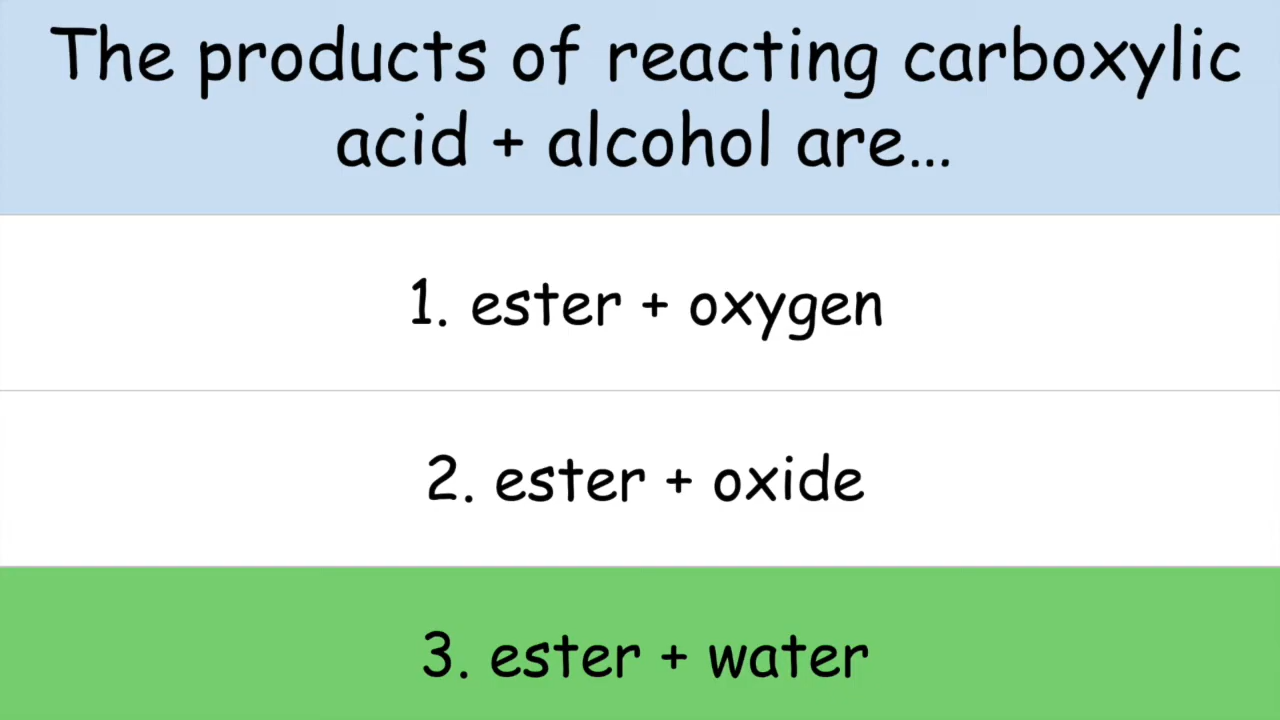 The products of reacting carboxylic
acid + alcohol are...
1. ester + oxygen
2. ester + oxide
3. ester + water